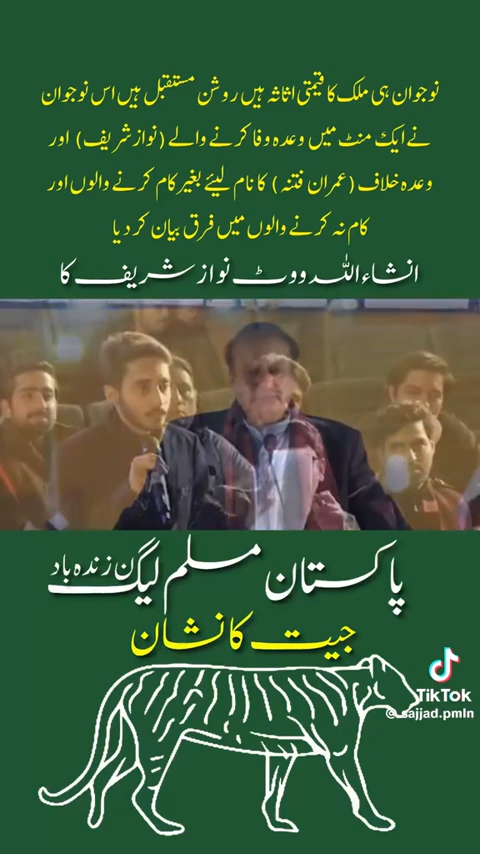 نوجوان ہی ملک کا قیمتی اثاثہ ہیں روشن مستقبل ہیں اس نوجوان
نے ایک منٹ میں وعدہ وفا کرنے والے (نوازشریف) اور
وعدہ خلاف (عمران فتنہ) کا نام لیئے بغیر کام کرنے والوں اور
کام نہ کرنے والوں میں فرق بیان کر دیا
انشاءاللہ ووٹ نواز شریف کا
پاکستان مسلم لیگ ن زندہ باد
جیت کا نشان
TikTok
@sajjad.pmln